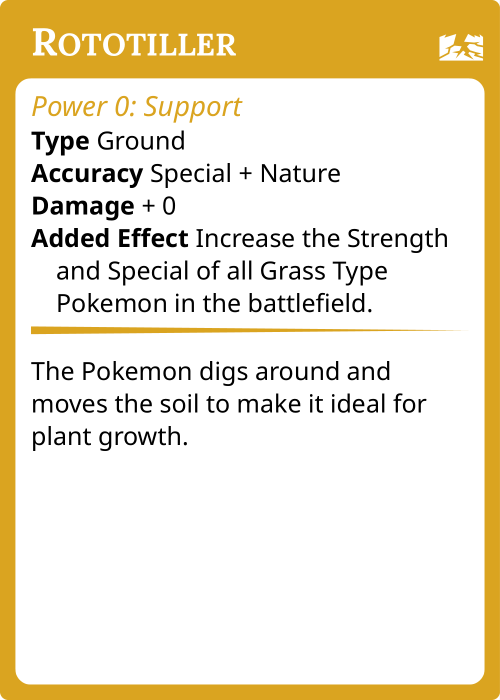 ROTOTILLER
Power 0: Support
Type Ground
Accuracy Special + Nature
Damage + 0
Added Effect Increase the Strength
and Special of all Grass Type
Pokemon in the battlefield.
The Pokemon digs around and
moves the soil to make it ideal for
plant growth.